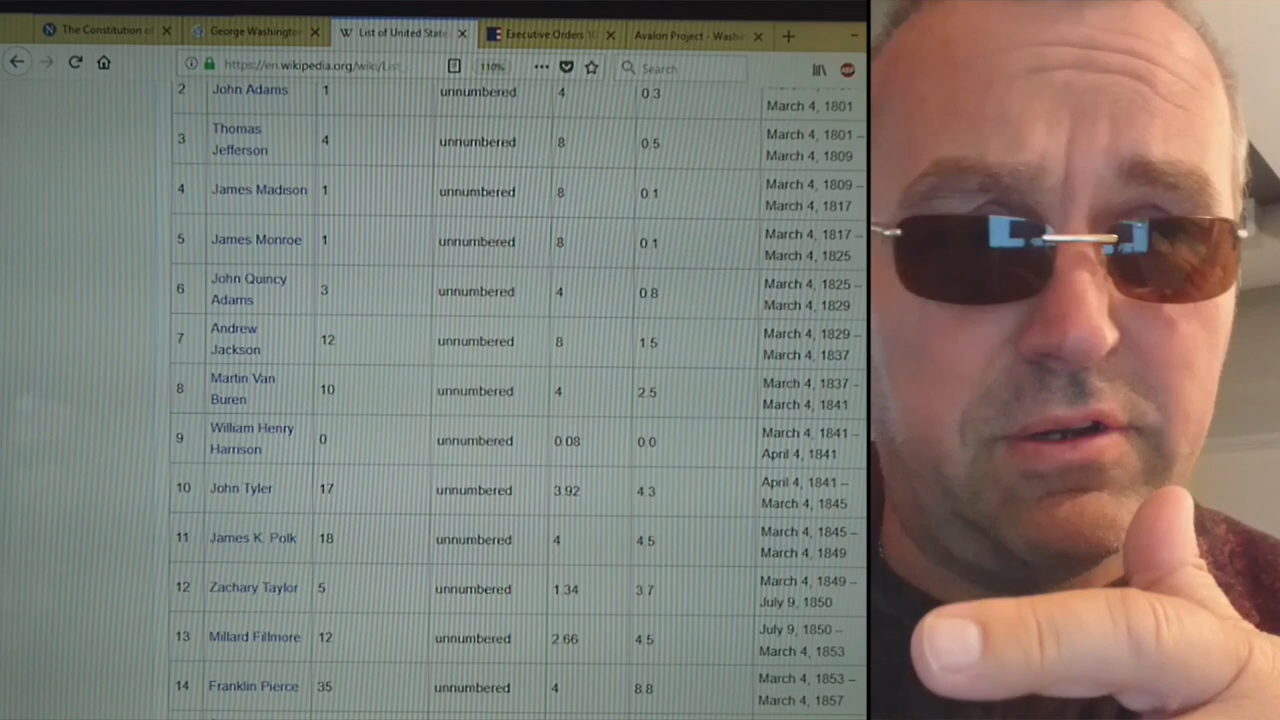 The Constitution of
George Washington
List of United State
Executive Orders 10
Avalon Project - Washin
https://en.wikipedia.org/wiki/List_
110%
Search
2 John Adams 1 unnumbered 4 0.3 March 4, 1801
3 Thomas Jefferson 4 unnumbered 8 0.5 March 4, 1801 – March 4, 1809
4 James Madison 1 unnumbered 8 0.1 March 4, 1809 – March 4, 1817
5 James Monroe 1 unnumbered 8 0.1 March 4, 1817 – March 4, 1825
6 John Quincy Adams 3 unnumbered 4 0.8 March 4, 1825 – March 4, 1829
7 Andrew Jackson 12 unnumbered 8 1.5 March 4, 1829 – March 4, 1837
8 Martin Van Buren 10 unnumbered 4 2.5 March 4, 1837 – March 4, 1841
9 William Henry Harrison 0 unnumbered 0.08 0.0 March 4, 1841 – April 4, 1841
10 John Tyler 17 unnumbered 3.92 4.3 April 4, 1841 – March 4, 1845
11 James K. Polk 18 unnumbered 4 4.5 March 4, 1845 – March 4, 1849
12 Zachary Taylor 5 unnumbered 1.34 3.7 March 4, 1849 – July 9, 1850
13 Millard Fillmore 12 unnumbered 2.66 4.5 July 9, 1850 – March 4, 1853
14 Franklin Pierce 35 unnumbered 4 8.8 March 4, 1853 – March 4, 1857